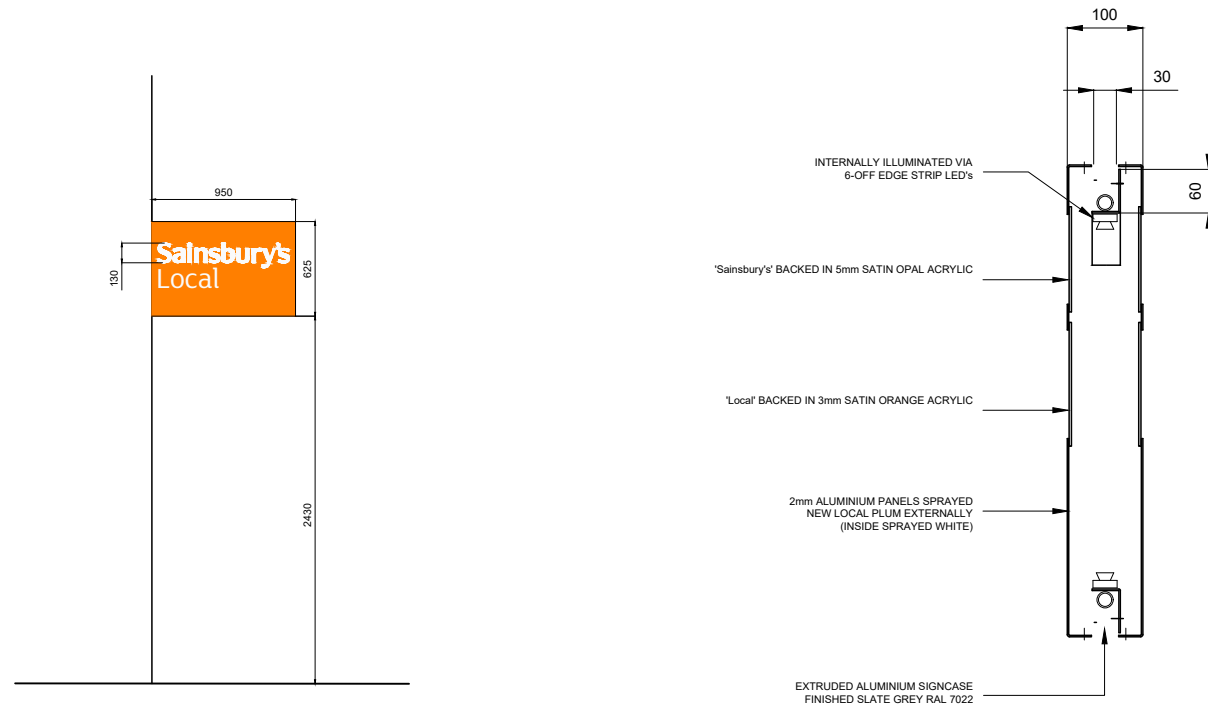 950
Sainsbury's
Local
130
625
2430
100
30
60
INTERNALLY ILLUMINATED VIA
6-OFF EDGE STRIP LED's
'Sainsbury's' BACKED IN 5mm SATIN OPAL ACRYLIC
'Local' BACKED IN 3mm SATIN ORANGE ACRYLIC
2mm ALUMINIUM PANELS SPRAYED
NEW LOCAL PLUM EXTERNALLY
(INSIDE SPRAYED WHITE)
EXTRUDED ALUMINIUM SIGNCASE
FINISHED SLATE GREY RAL 7022